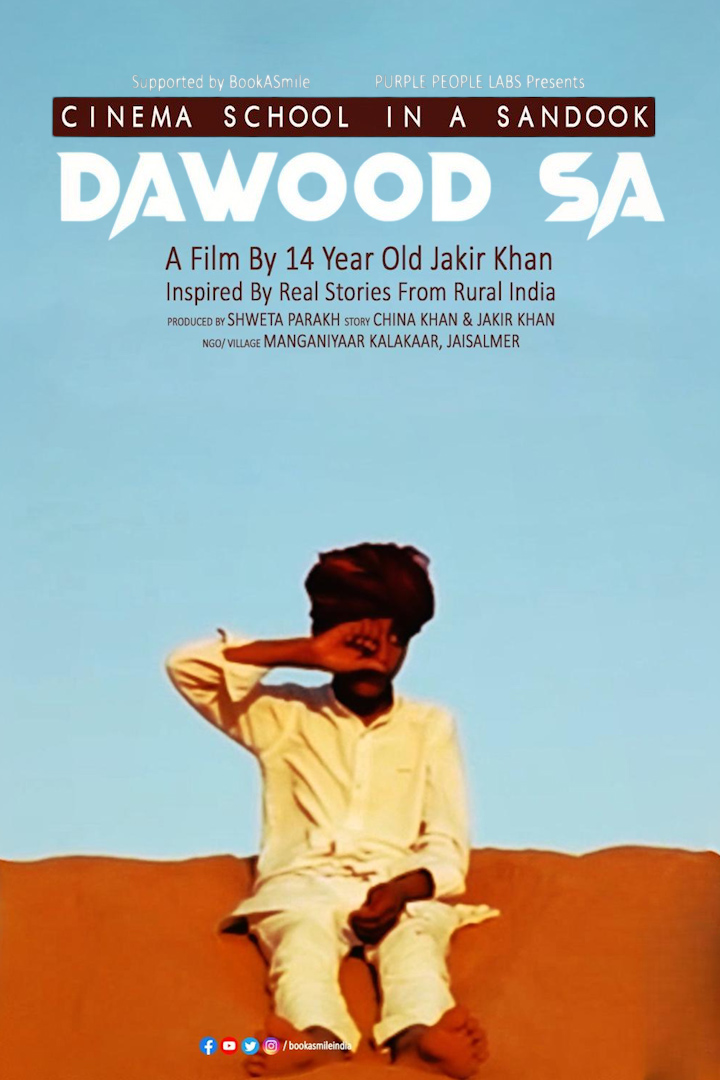 Supported by BookASmile PURPLE PEOPLE LABS Presents
CINEMA SCHOOL IN A SANDOOK
DAWOOD SA
A Film By 14 Year Old Jakir Khan
Inspired By Real Stories From Rural India
PRODUCED BY SHWETA PARAKH STORY CHINA KHAN & JAKIR KHAN
NGO/ VILLAGE MANGANIYAAR KALAKAAR, JAISALMER
/ bookasmileindia